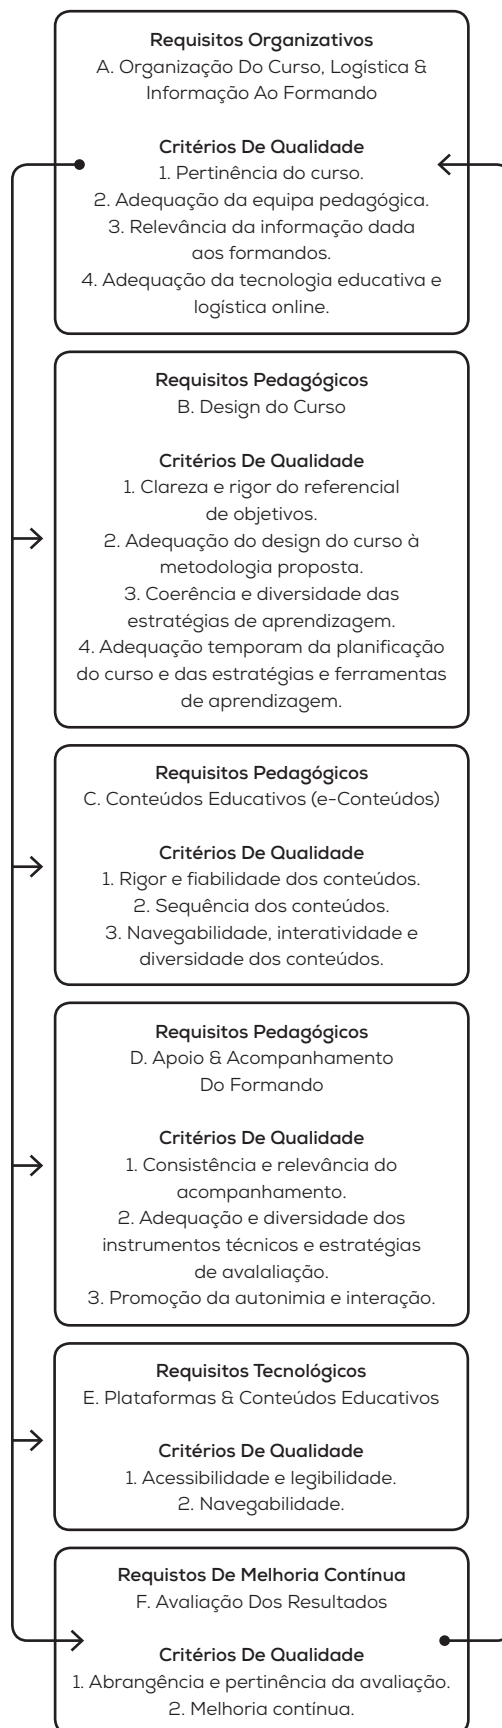 Requisitos Organizativos
A. Organização Do Curso, Logística &
Informação Ao Formando
Critérios De Qualidade
1. Pertinência do curso.
2. Adequação da equipa pedagógica.
3. Relevância da informação dada
aos formandos.
4. Adequação da tecnologia educativa e
logística online.
Requisitos Pedagógicos
B. Design do Curso
Critérios De Qualidade
1. Clareza e rigor do referencial
de objetivos.
2. Adequação do design do curso à
metodologia proposta.
3. Coerência e diversidade das
estratégias de aprendizagem.
4. Adequação temporam da planificação
do curso e das estratégias e ferramentas
de aprendizagem.
Requisitos Pedagógicos
C. Conteúdos Educativos (e-Conteúdos)
Critérios De Qualidade
1. Rigor e fiabilidade dos conteúdos.
2. Sequência dos conteúdos.
3. Navegabilidade, interatividade e
diversidade dos conteúdos.
Requisitos Pedagógicos
D. Apoio & Acompanhamento
Do Formando
Critérios De Qualidade
1. Consistência e relevância do
acompanhamento.
2. Adequação e diversidade dos
instrumentos técnicos e estratégias
de avalaliação.
3. Promoção da autonimia e interação.
Requisitos Tecnológicos
E. Plataformas & Conteúdos Educativos
Critérios De Qualidade
1. Acessibilidade e legibilidade.
2. Navegabilidade.
Requistos De Melhoria Contínua
F. Avaliação Dos Resultados
Critérios De Qualidade
1. Abrangência e pertinência da avaliação.
2. Melhoria contínua.